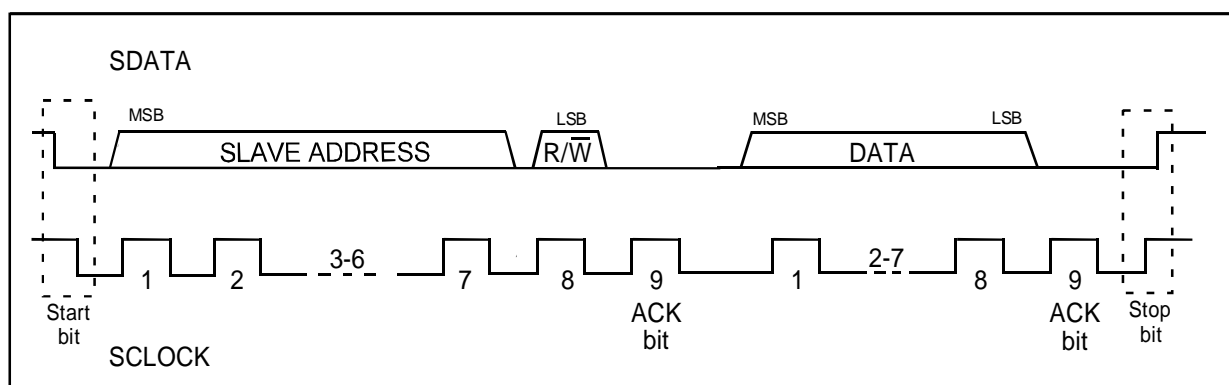 SDATA
MSB
LSB
MSB
LSB
SLAVE ADDRESS
R/W̅
DATA
1
2
3-6
7
8
9
1
2-7
8
9
Start
bit
ACK
bit
ACK
bit
Stop
bit
SCLOCK